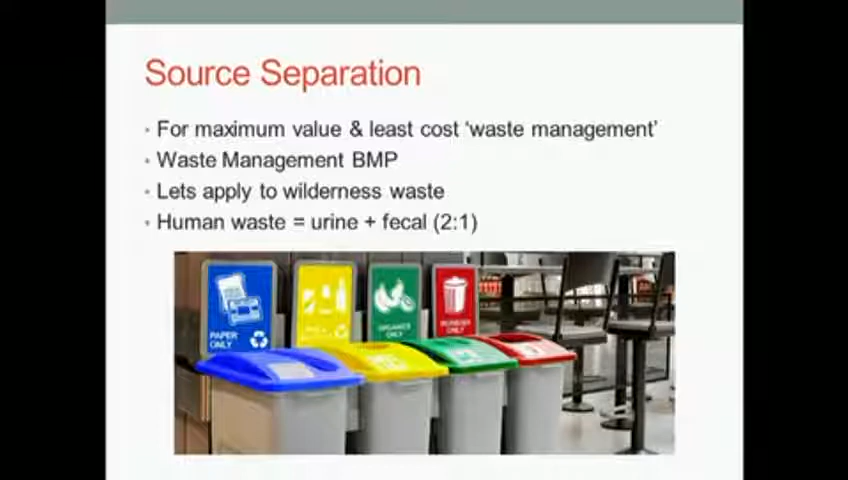 Source Separation
For maximum value & least cost 'waste management'
Waste Management BMP
Lets apply to wilderness waste
Human waste = urine + fecal (2:1)
PAPER
ONLY
ORGANICS
ONLY